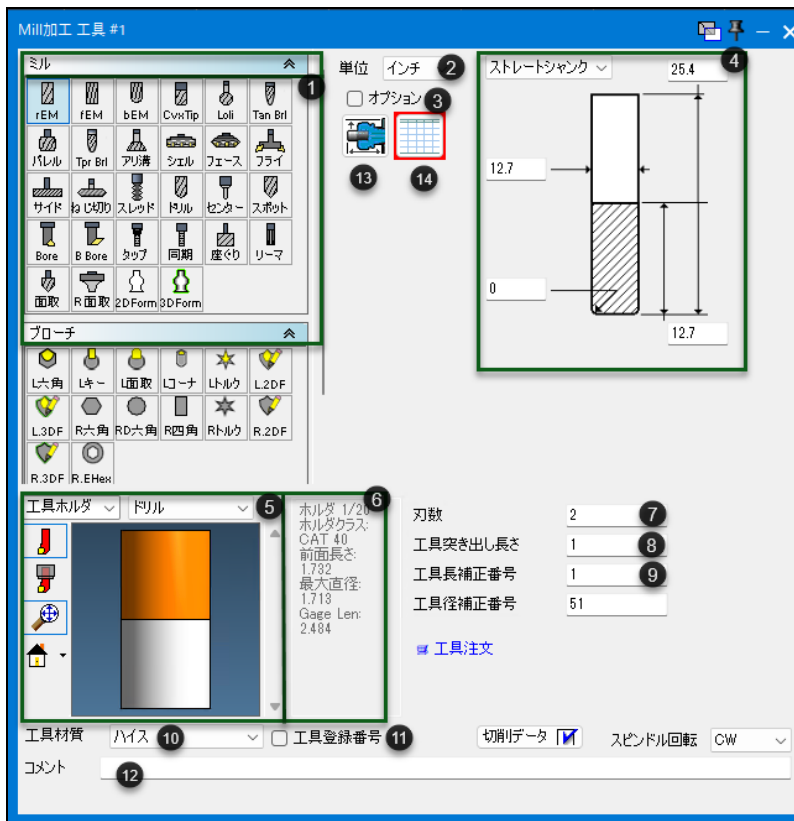 Mill加工 工具 #1
ミル
1
rEM fEM bEM CvxTip Loli Tan Brl
バレル Tpr Brl アリ溝 シェル フェース フライ
サイド ねじ切り スレッド ドリル センター スポット
Bore B Bore タップ 同期 座ぐり リーマ
面取 R面取 2DForm 3DForm
ブローチ
L六角 Lキー L面取 Lコーナ Lトルク L.2DF
L.3DF R六角 RD六角 R四角 Rトルク R.2DF
R.3DF R.EHex
単位 インチ 2
オプション 3
13 14
ストレートシャンク 25.4 4
12.7
0
12.7
工具ホルダ ドリル 5
6
ホルダ 1/20
ホルダクラス:
CAT 40
前面長さ:
1.732
最大直径:
1.713
Gage Len:
2.484
刃数 2 7
工具突き出し長さ 1 8
工具長補正番号 1 9
工具径補正番号 51
工具注文
工具材質 ハイス 10 工具登録番号 11 切削データ スピンドル回転 CW
コメント 12